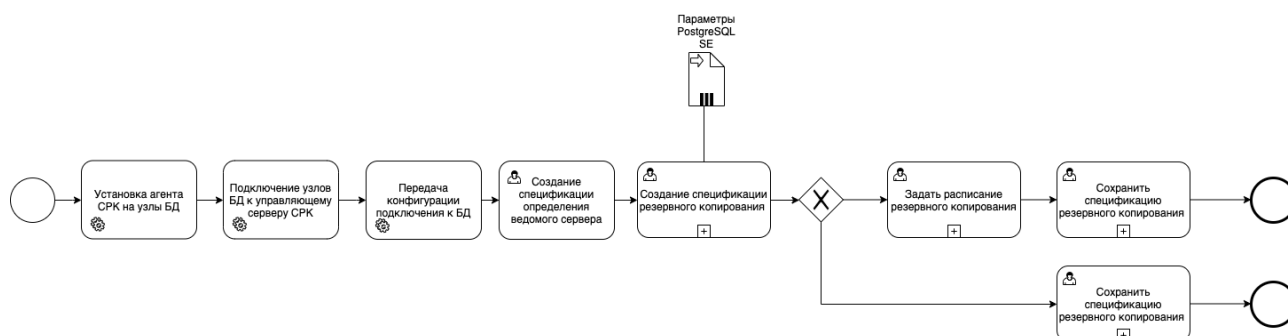 Параметры
PostgreSQL
SE
Установка агента
СРК на узлы БД
Подключение узлов
БД к управляющему
серверу СРК
Передача
конфигурации
подключения к БД
Создание
спецификации
определения
ведомого сервера
Создание спецификации
резервного копирования
Задать расписание
резервного копирования
Сохранить
спецификацию
резервного копирования
Сохранить
спецификацию
резервного копирования